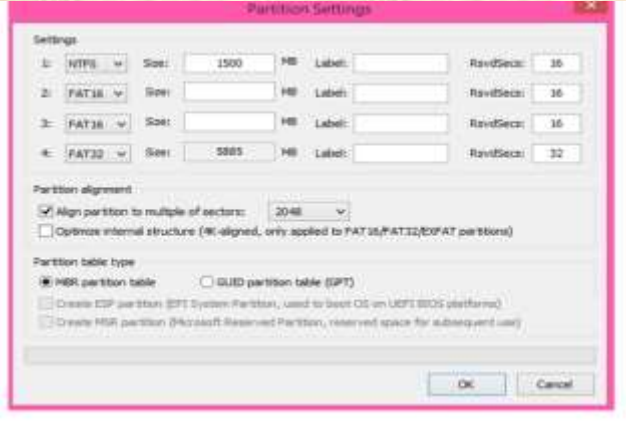 Partition Settings
Settings
1: NTFS Size: 1500 MB Label: RsvdSecs: 16
2: FAT16 Size: MB Label: RsvdSecs: 16
3: FAT16 Size: MB Label: RsvdSecs: 16
4: FAT32 Size: 5885 MB Label: RsvdSecs: 32
Partition alignment
Align partition to multiple of sectors: 2048
Optimize internal structure (4K-aligned, only applied to FAT16/FAT32/EXFAT partitions)
Partition table type
MBR partition table GUID partition table (GPT)
Create ESP partition (EFI System Partition, used to boot OS on UEFI BIOS platforms)
Create MSR partition (Microsoft Reserved Partition, reserved space for subsequent use)
OK Cancel